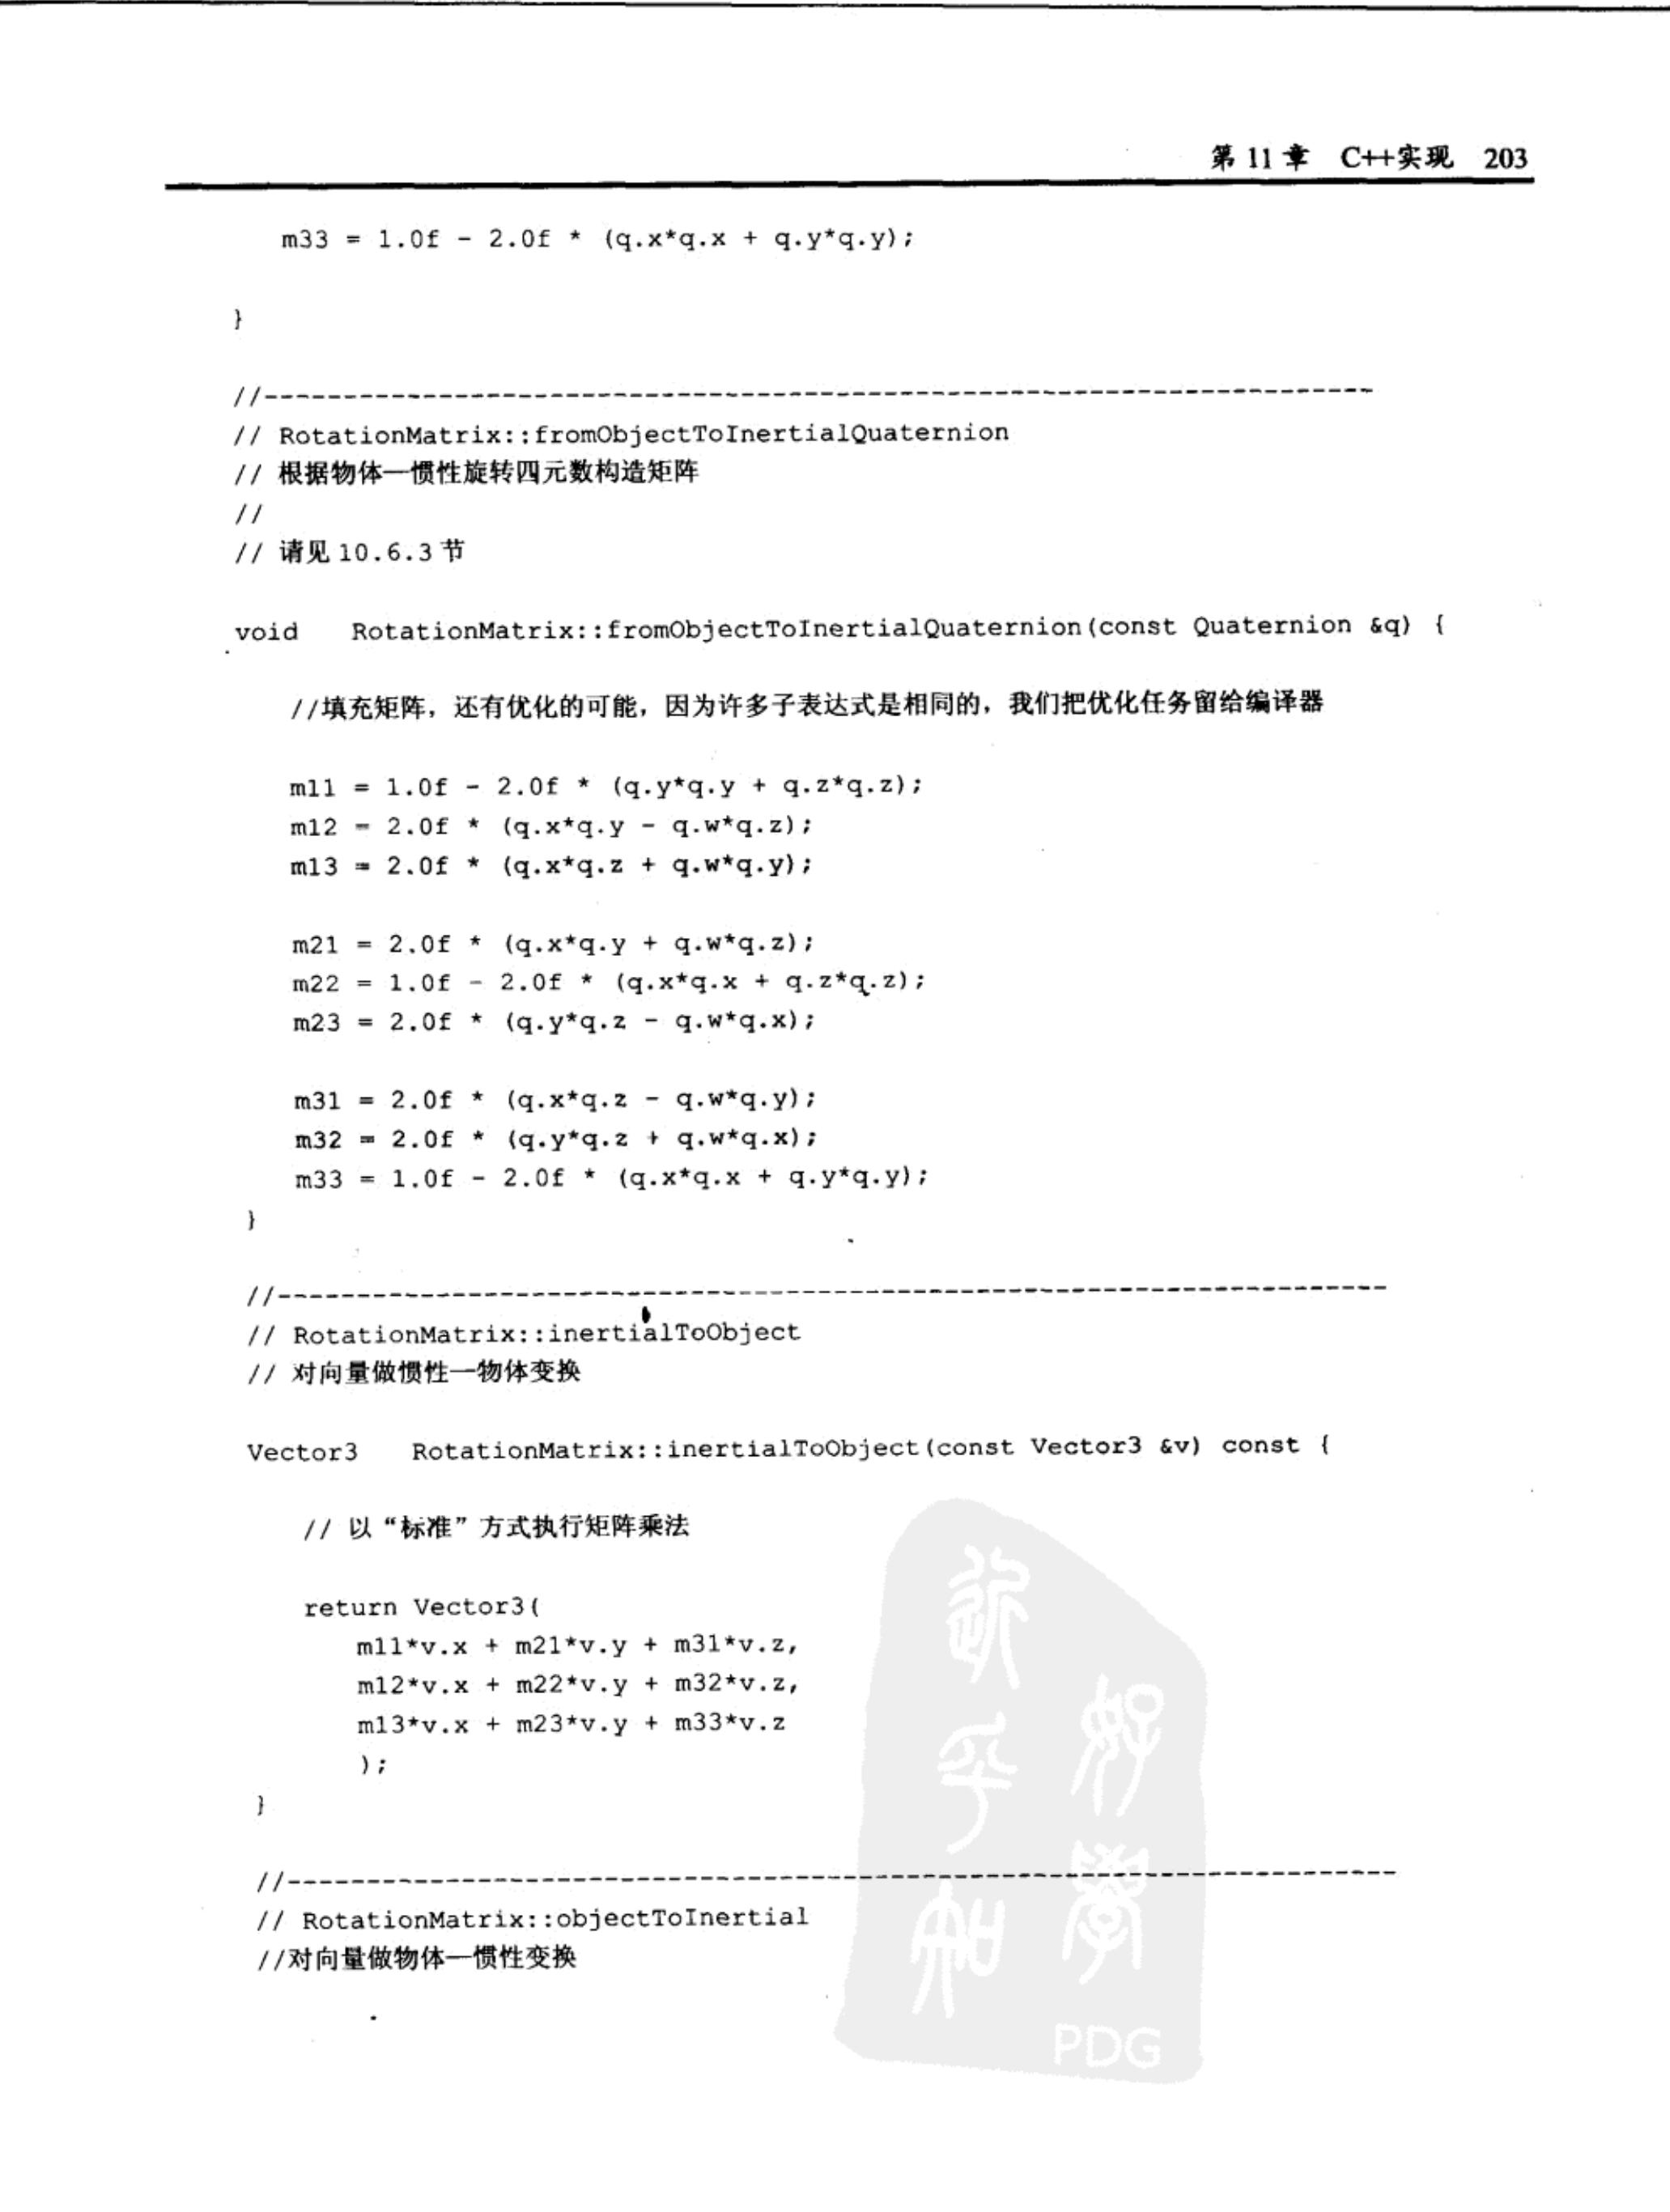 第 11 章 C++实现 203
m33 = 1.0f - 2.0f * (q.x*q.x + q.y*q.y);
}
//----------------------------------------------------------------------
// RotationMatrix::fromObjectToInertialQuaternion
// 根据物体—惯性旋转四元数构造矩阵
//
// 请见 10.6.3 节
void RotationMatrix::fromObjectToInertialQuaternion(const Quaternion &q) {
//填充矩阵，还有优化的可能，因为许多子表达式是相同的，我们把优化任务留给编译器
m11 = 1.0f - 2.0f * (q.y*q.y + q.z*q.z);
m12 = 2.0f * (q.x*q.y - q.w*q.z);
m13 = 2.0f * (q.x*q.z + q.w*q.y);
m21 = 2.0f * (q.x*q.y + q.w*q.z);
m22 = 1.0f - 2.0f * (q.x*q.x + q.z*q.z);
m23 = 2.0f * (q.y*q.z - q.w*q.x);
m31 = 2.0f * (q.x*q.z - q.w*q.y);
m32 = 2.0f * (q.y*q.z + q.w*q.x);
m33 = 1.0f - 2.0f * (q.x*q.x + q.y*q.y);
}
//----------------------------------------------------------------------
// RotationMatrix::inertialToObject
// 对向量做惯性—物体变换
Vector3 RotationMatrix::inertialToObject(const Vector3 &v) const {
// 以“标准”方式执行矩阵乘法
return Vector3(
m11*v.x + m21*v.y + m31*v.z,
m12*v.x + m22*v.y + m32*v.z,
m13*v.x + m23*v.y + m33*v.z
);
}
//----------------------------------------------------------------------
// RotationMatrix::objectToInertial
//对向量做物体—惯性变换
好學
近乎知
PDG